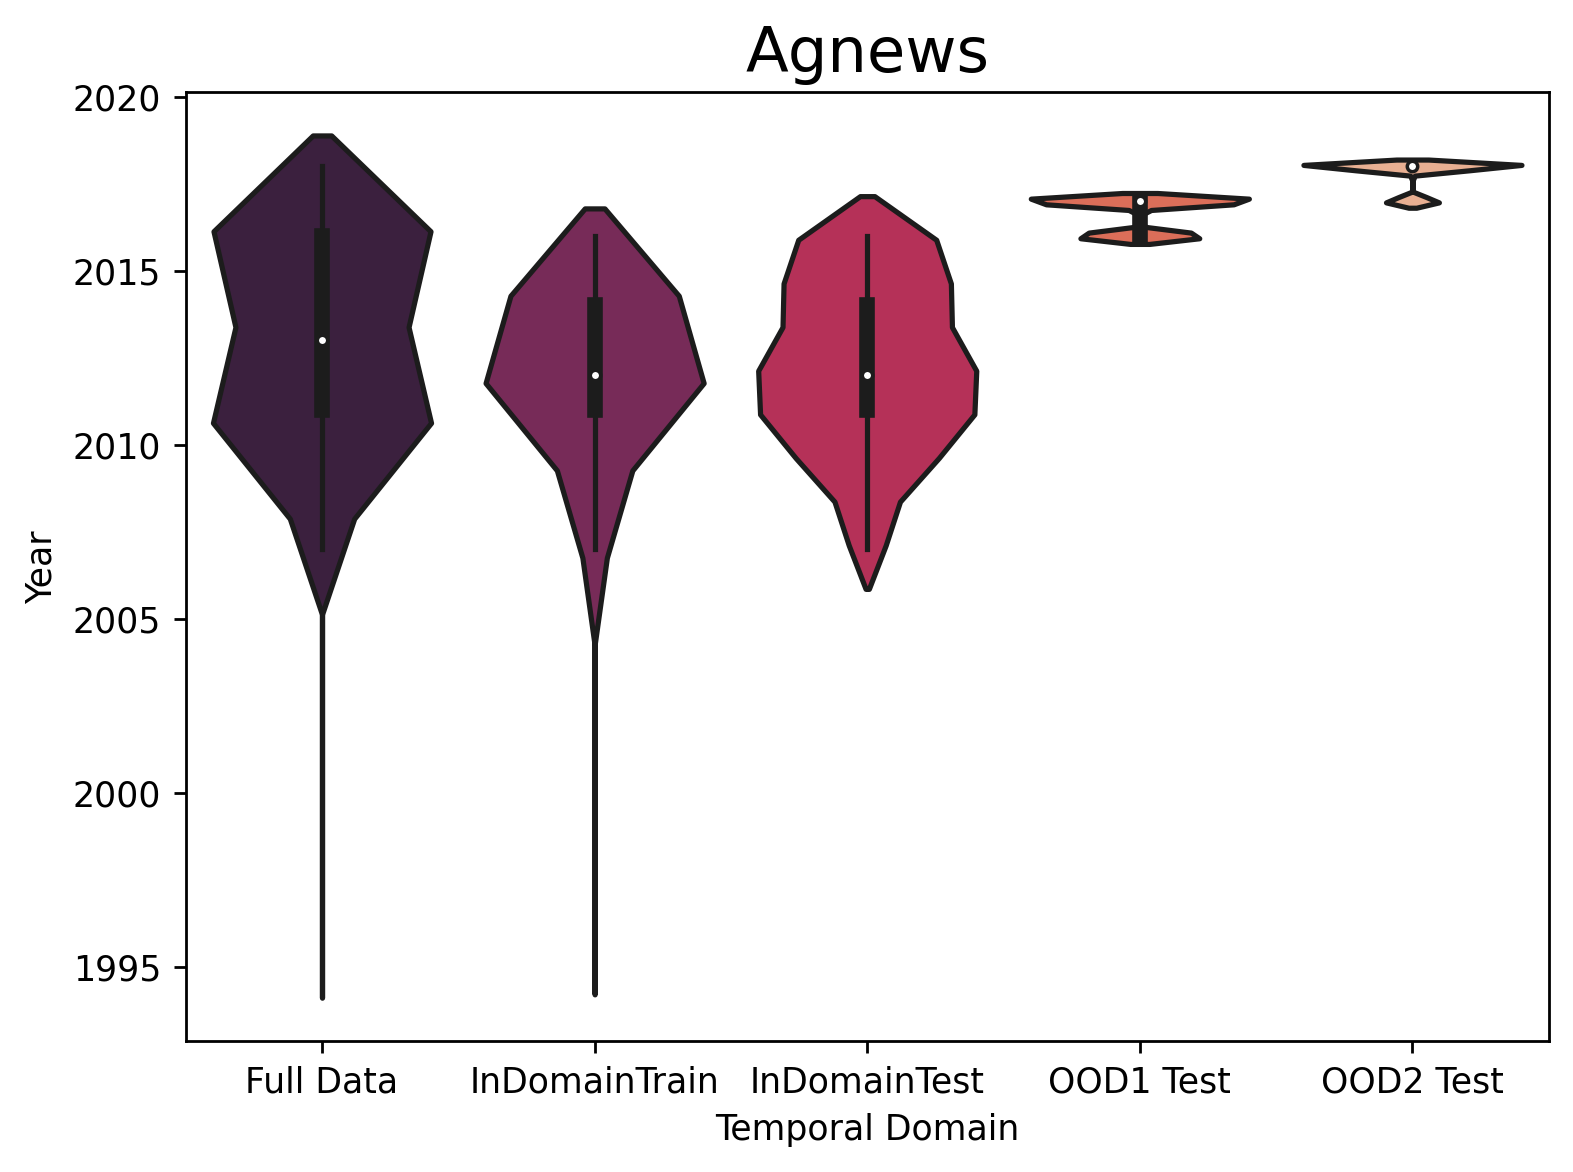 Agnews
2020
2015
2010
2005
2000
1995
Year
Full Data
InDomainTrain
InDomainTest
OOD1 Test
OOD2 Test
Temporal Domain